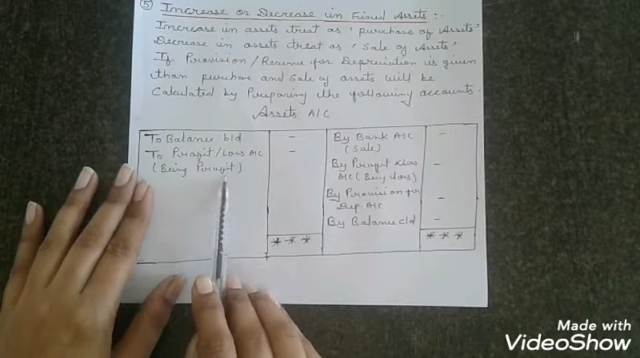 ⑤ Increase or Decrease in Fixed Assets:-
Increase in assets treat as 'purchase of Assets'
Decrease in assets treat as 'Sale of Assets'
If Provision/Reserve for Depreciation is given
than purchase and Sale of assets will be
Calculated by Preparing the following accounts.
Assets A/C
To Balance b/d -
To Profit/Loss A/C -
(Being Profit)
***
By Bank A/C -
(Sale)
By Profit & Loss -
A/C (Being loss)
By Provision for
Dep. A/C -
By Balance c/d -
***
Made with
VideoShow